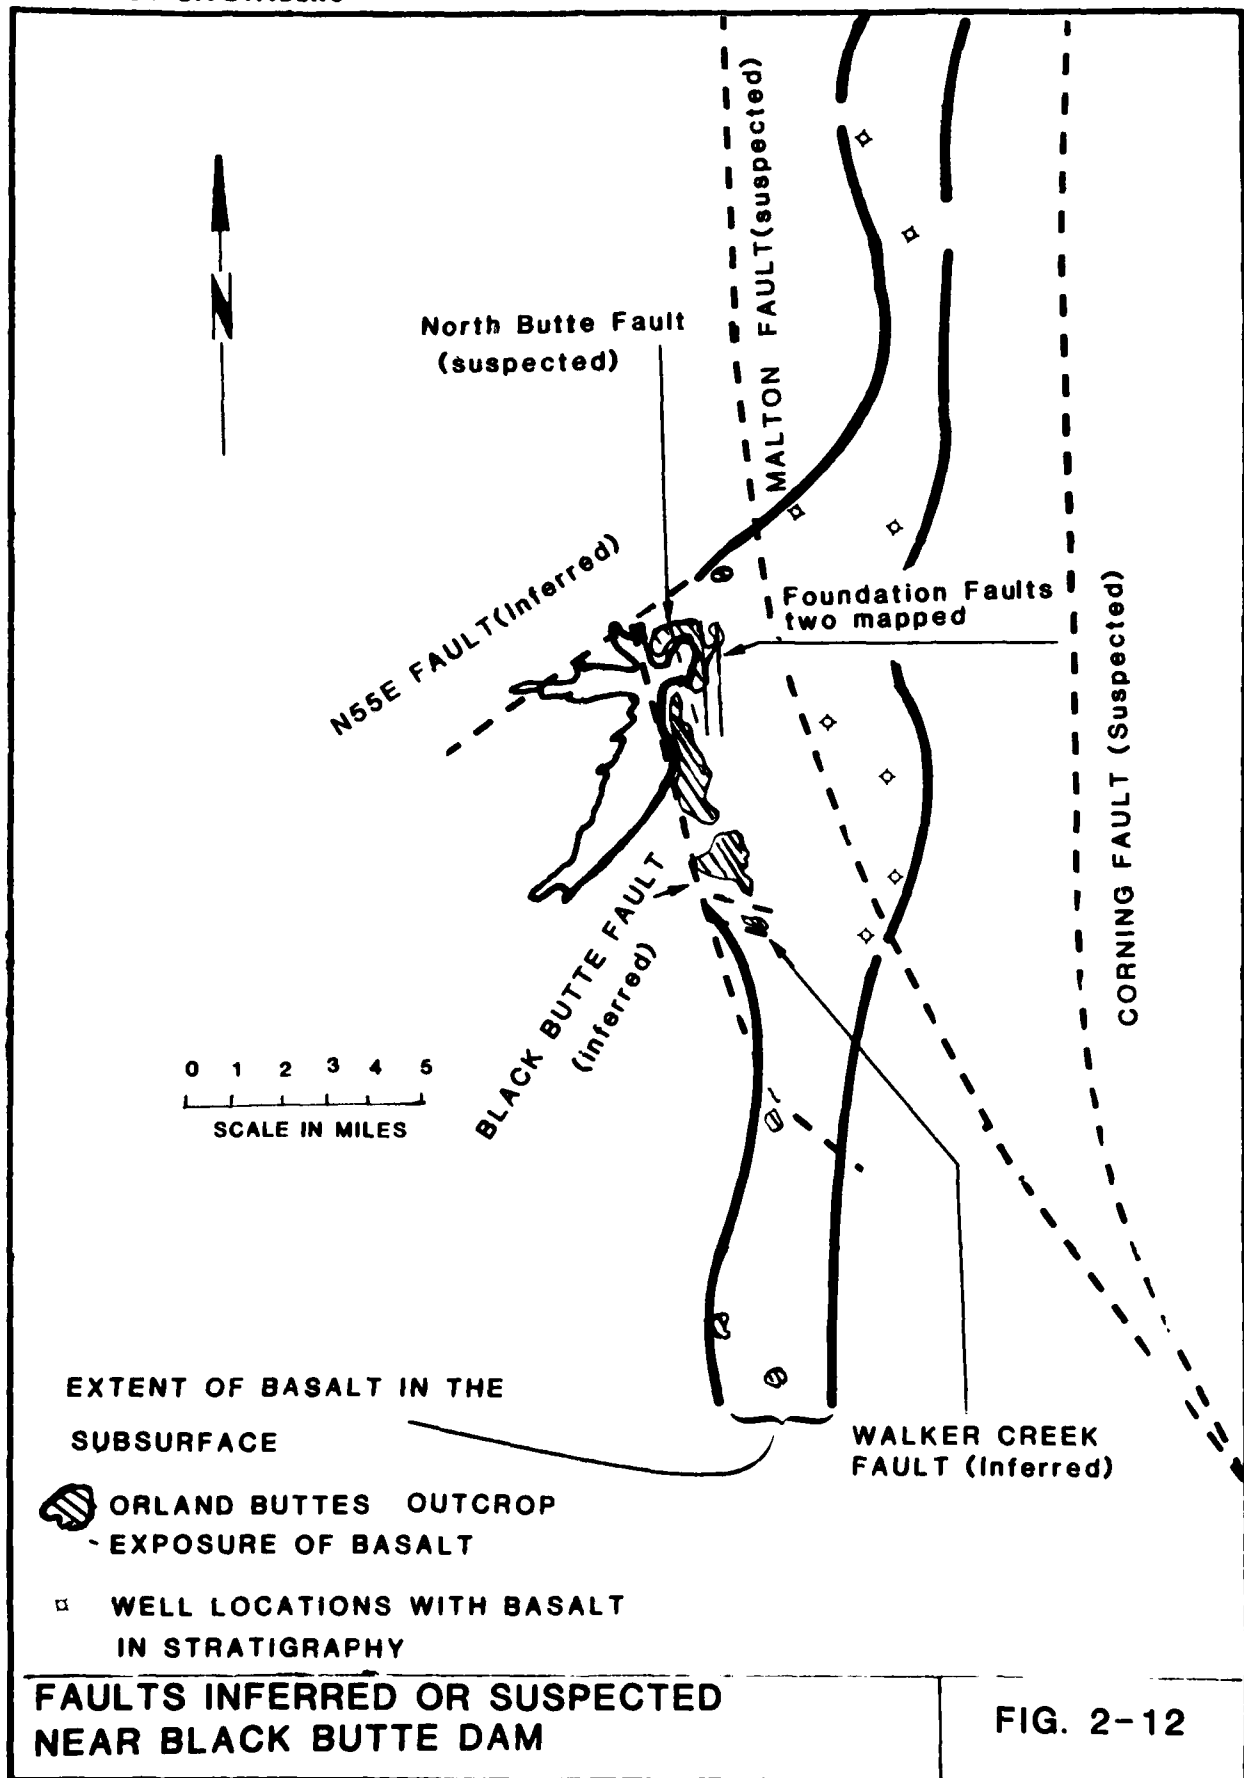 N
MALTON FAULT(suspected)
North Butte Fault
(suspected)
N55E FAULT(Inferred)
Foundation Faults
two mapped
CORNING FAULT (Suspected)
BLACK BUTTE FAULT
(inferred)
0 1 2 3 4 5
SCALE IN MILES
EXTENT OF BASALT IN THE
SUBSURFACE
WALKER CREEK
FAULT (Inferred)
ORLAND BUTTES OUTCROP
- EXPOSURE OF BASALT
WELL LOCATIONS WITH BASALT
IN STRATIGRAPHY
FAULTS INFERRED OR SUSPECTED
NEAR BLACK BUTTE DAM
FIG. 2-12